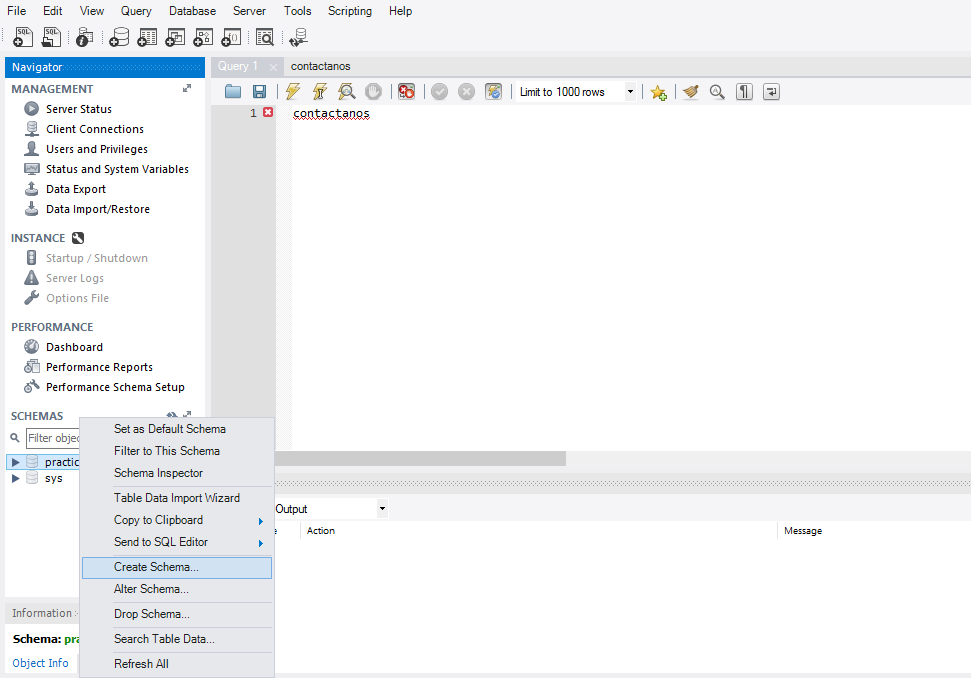 File Edit View Query Database Server Tools Scripting Help
Navigator
Query 1 contactanos
MANAGEMENT
Server Status
Client Connections
Users and Privileges
Status and System Variables
Data Export
Data Import/Restore
INSTANCE
Startup / Shutdown
Server Logs
Options File
PERFORMANCE
Dashboard
Performance Reports
Performance Schema Setup
SCHEMAS
Filter objec
practic
sys
Information
Schema: pra
Object Info
Limit to 1000 rows
1 contactanos
Set as Default Schema
Filter to This Schema
Schema Inspector
Table Data Import Wizard
Copy to Clipboard
Send to SQL Editor
Create Schema...
Alter Schema...
Drop Schema...
Search Table Data...
Refresh All
Output
Action Message